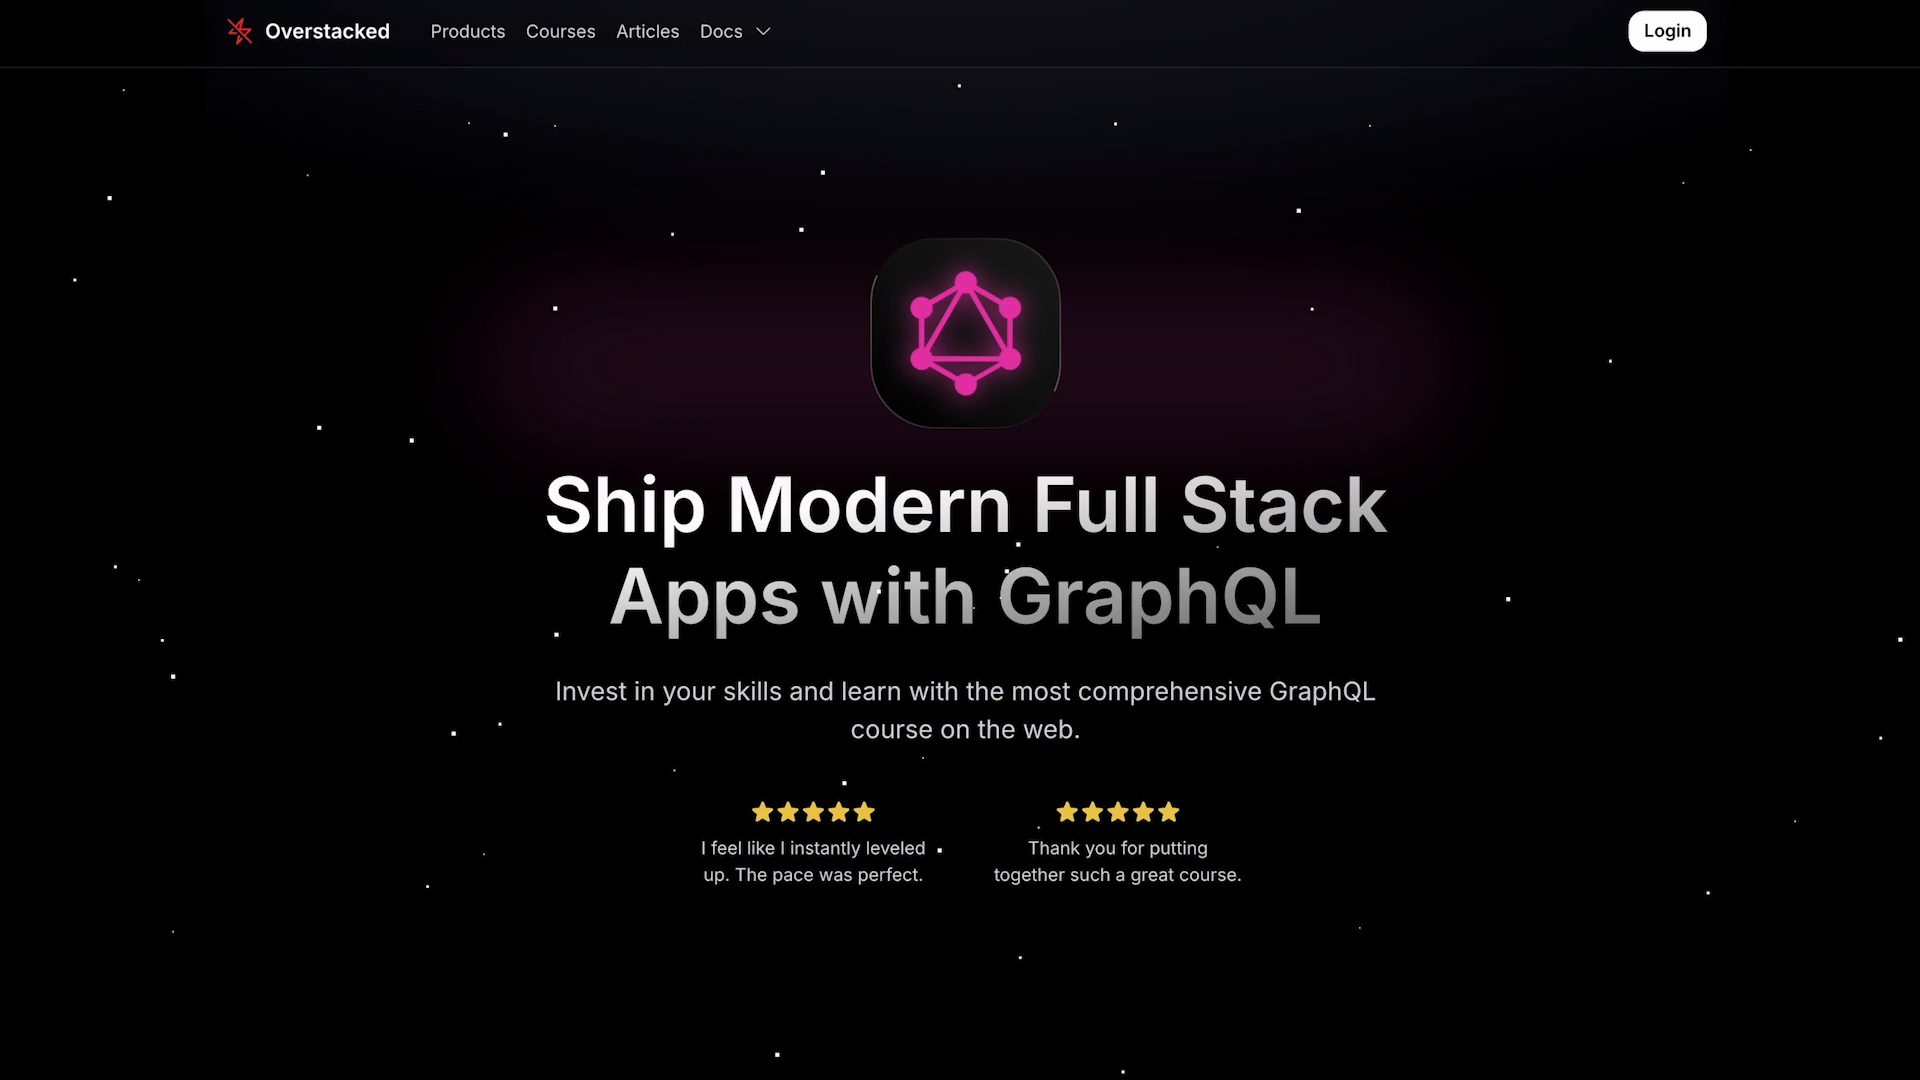 Overstacked
Products
Courses
Articles
Docs
Login
Ship Modern Full Stack
Apps with GraphQL
Invest in your skills and learn with the most comprehensive GraphQL
course on the web.
I feel like I instantly leveled
up. The pace was perfect.
Thank you for putting
together such a great course.